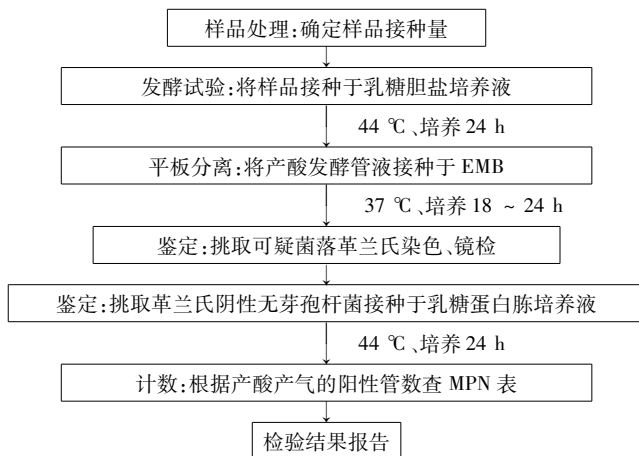 样品处理:确定样品接种量
发酵试验:将样品接种于乳糖胆盐培养液
44 ℃、培养 24 h
平板分离:将产酸发酵管液接种于 EMB
37 ℃、培养 18 ~ 24 h
鉴定:挑取可疑菌落革兰氏染色、镜检
鉴定:挑取革兰氏阴性无芽孢杆菌接种于乳糖蛋白胨培养液
44 ℃、培养 24 h
计数:根据产酸产气的阳性管数查 MPN 表
检验结果报告